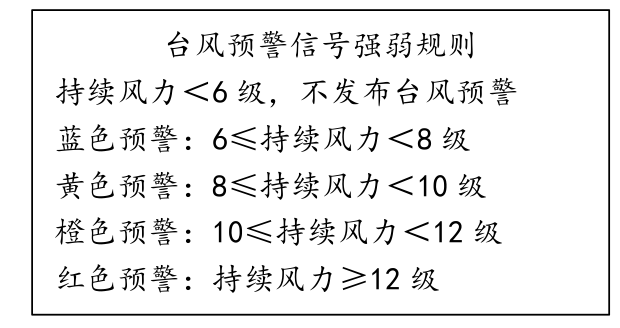 台风预警信号强弱规则
持续风力＜6 级，不发布台风预警
蓝色预警：6≤持续风力＜8 级
黄色预警：8≤持续风力＜10 级
橙色预警：10≤持续风力＜12 级
红色预警：持续风力≥12 级